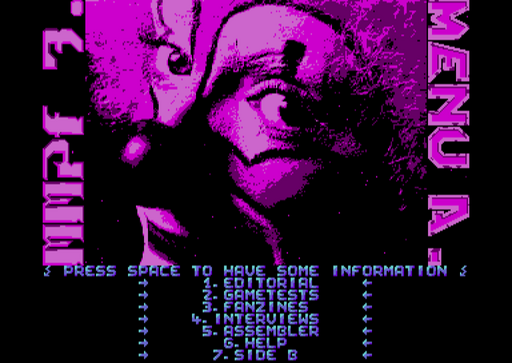 MMPF 3.
MENU A.
PRESS SPACE TO HAVE SOME INFORMATION
1. EDITORIAL
2. GAMETESTS
3. FANZINES
4. INTERVIEWS
5. ASSEMBLER
6. HELP
7. SIDE B